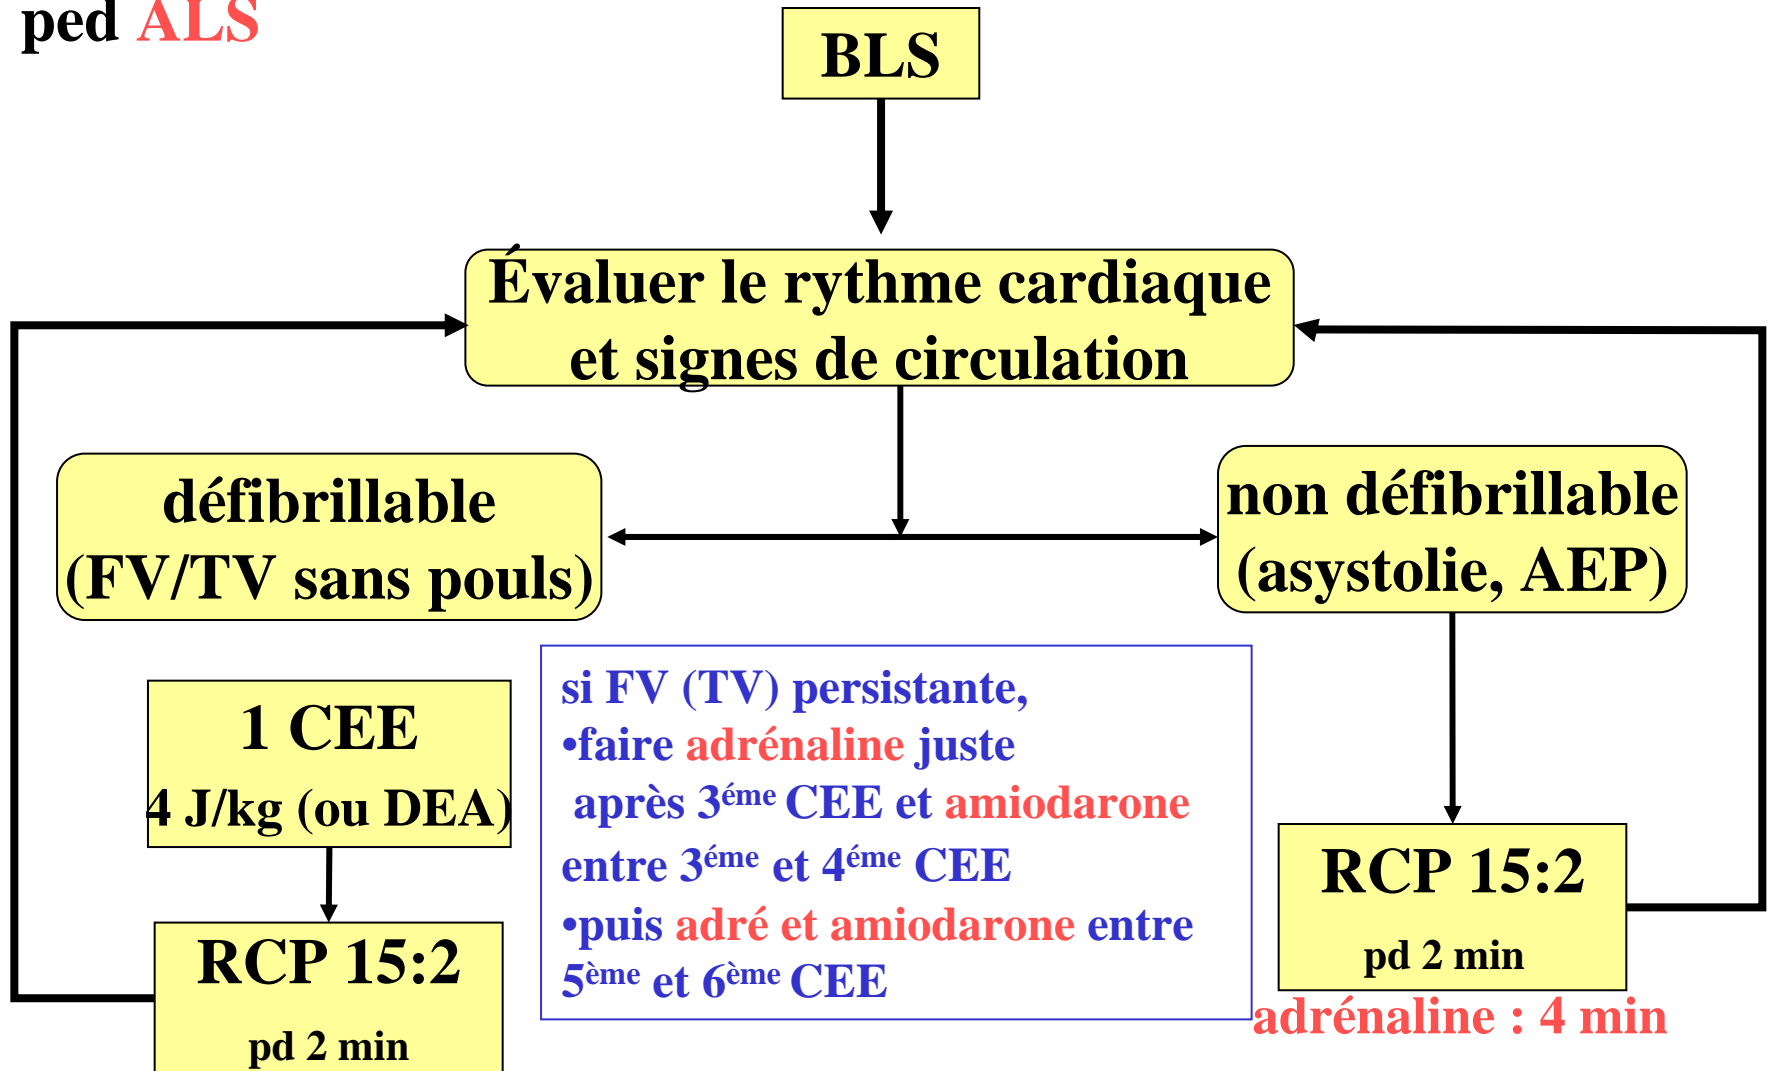 ped ALS
BLS
Évaluer le rythme cardiaque
et signes de circulation
défibrillable
(FV/TV sans pouls)
non défibrillable
(asystolie, AEP)
1 CEE
4 J/kg (ou DEA)
RCP 15:2
pd 2 min
si FV (TV) persistante,
•faire adrénaline juste
après 3éme CEE et amiodarone
entre 3éme et 4éme CEE
•puis adré et amiodarone entre
5ème et 6ème CEE
RCP 15:2
pd 2 min
adrénaline : 4 min